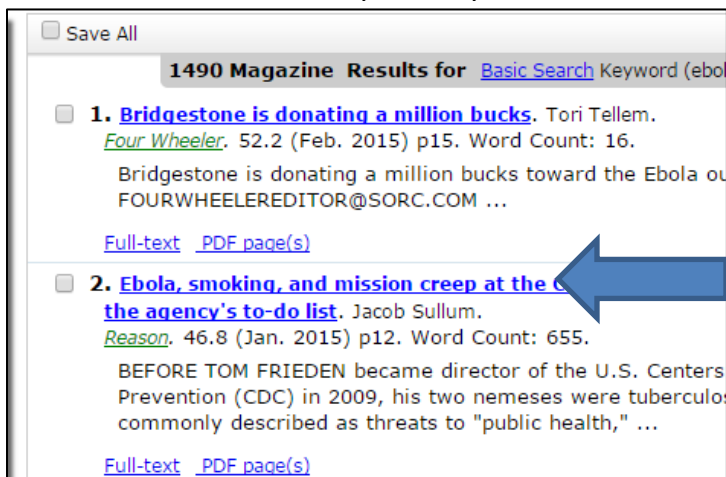 Save All
1490 Magazine Results for Basic Search Keyword
1. Bridgestone is donating a million bucks. Tori Tellem.
Four Wheeler. 52.2 (Feb. 2015) p15. Word Count: 16.
Bridgestone is donating a million bucks toward the Ebola
FOURWHEELEREDITOR@SORC.COM ...
Full-text PDF page(s)
2. Ebola, smoking, and mission creep at the
the agency's to-do list. Jacob Sullum.
Reason. 46.8 (Jan. 2015) p12. Word Count: 655.
BEFORE TOM FRIEDEN became director of the U.S. Centers
Prevention (CDC) in 2009, his two nemeses were
commonly described as threats to "public health," ...
Full-text PDF page(s)